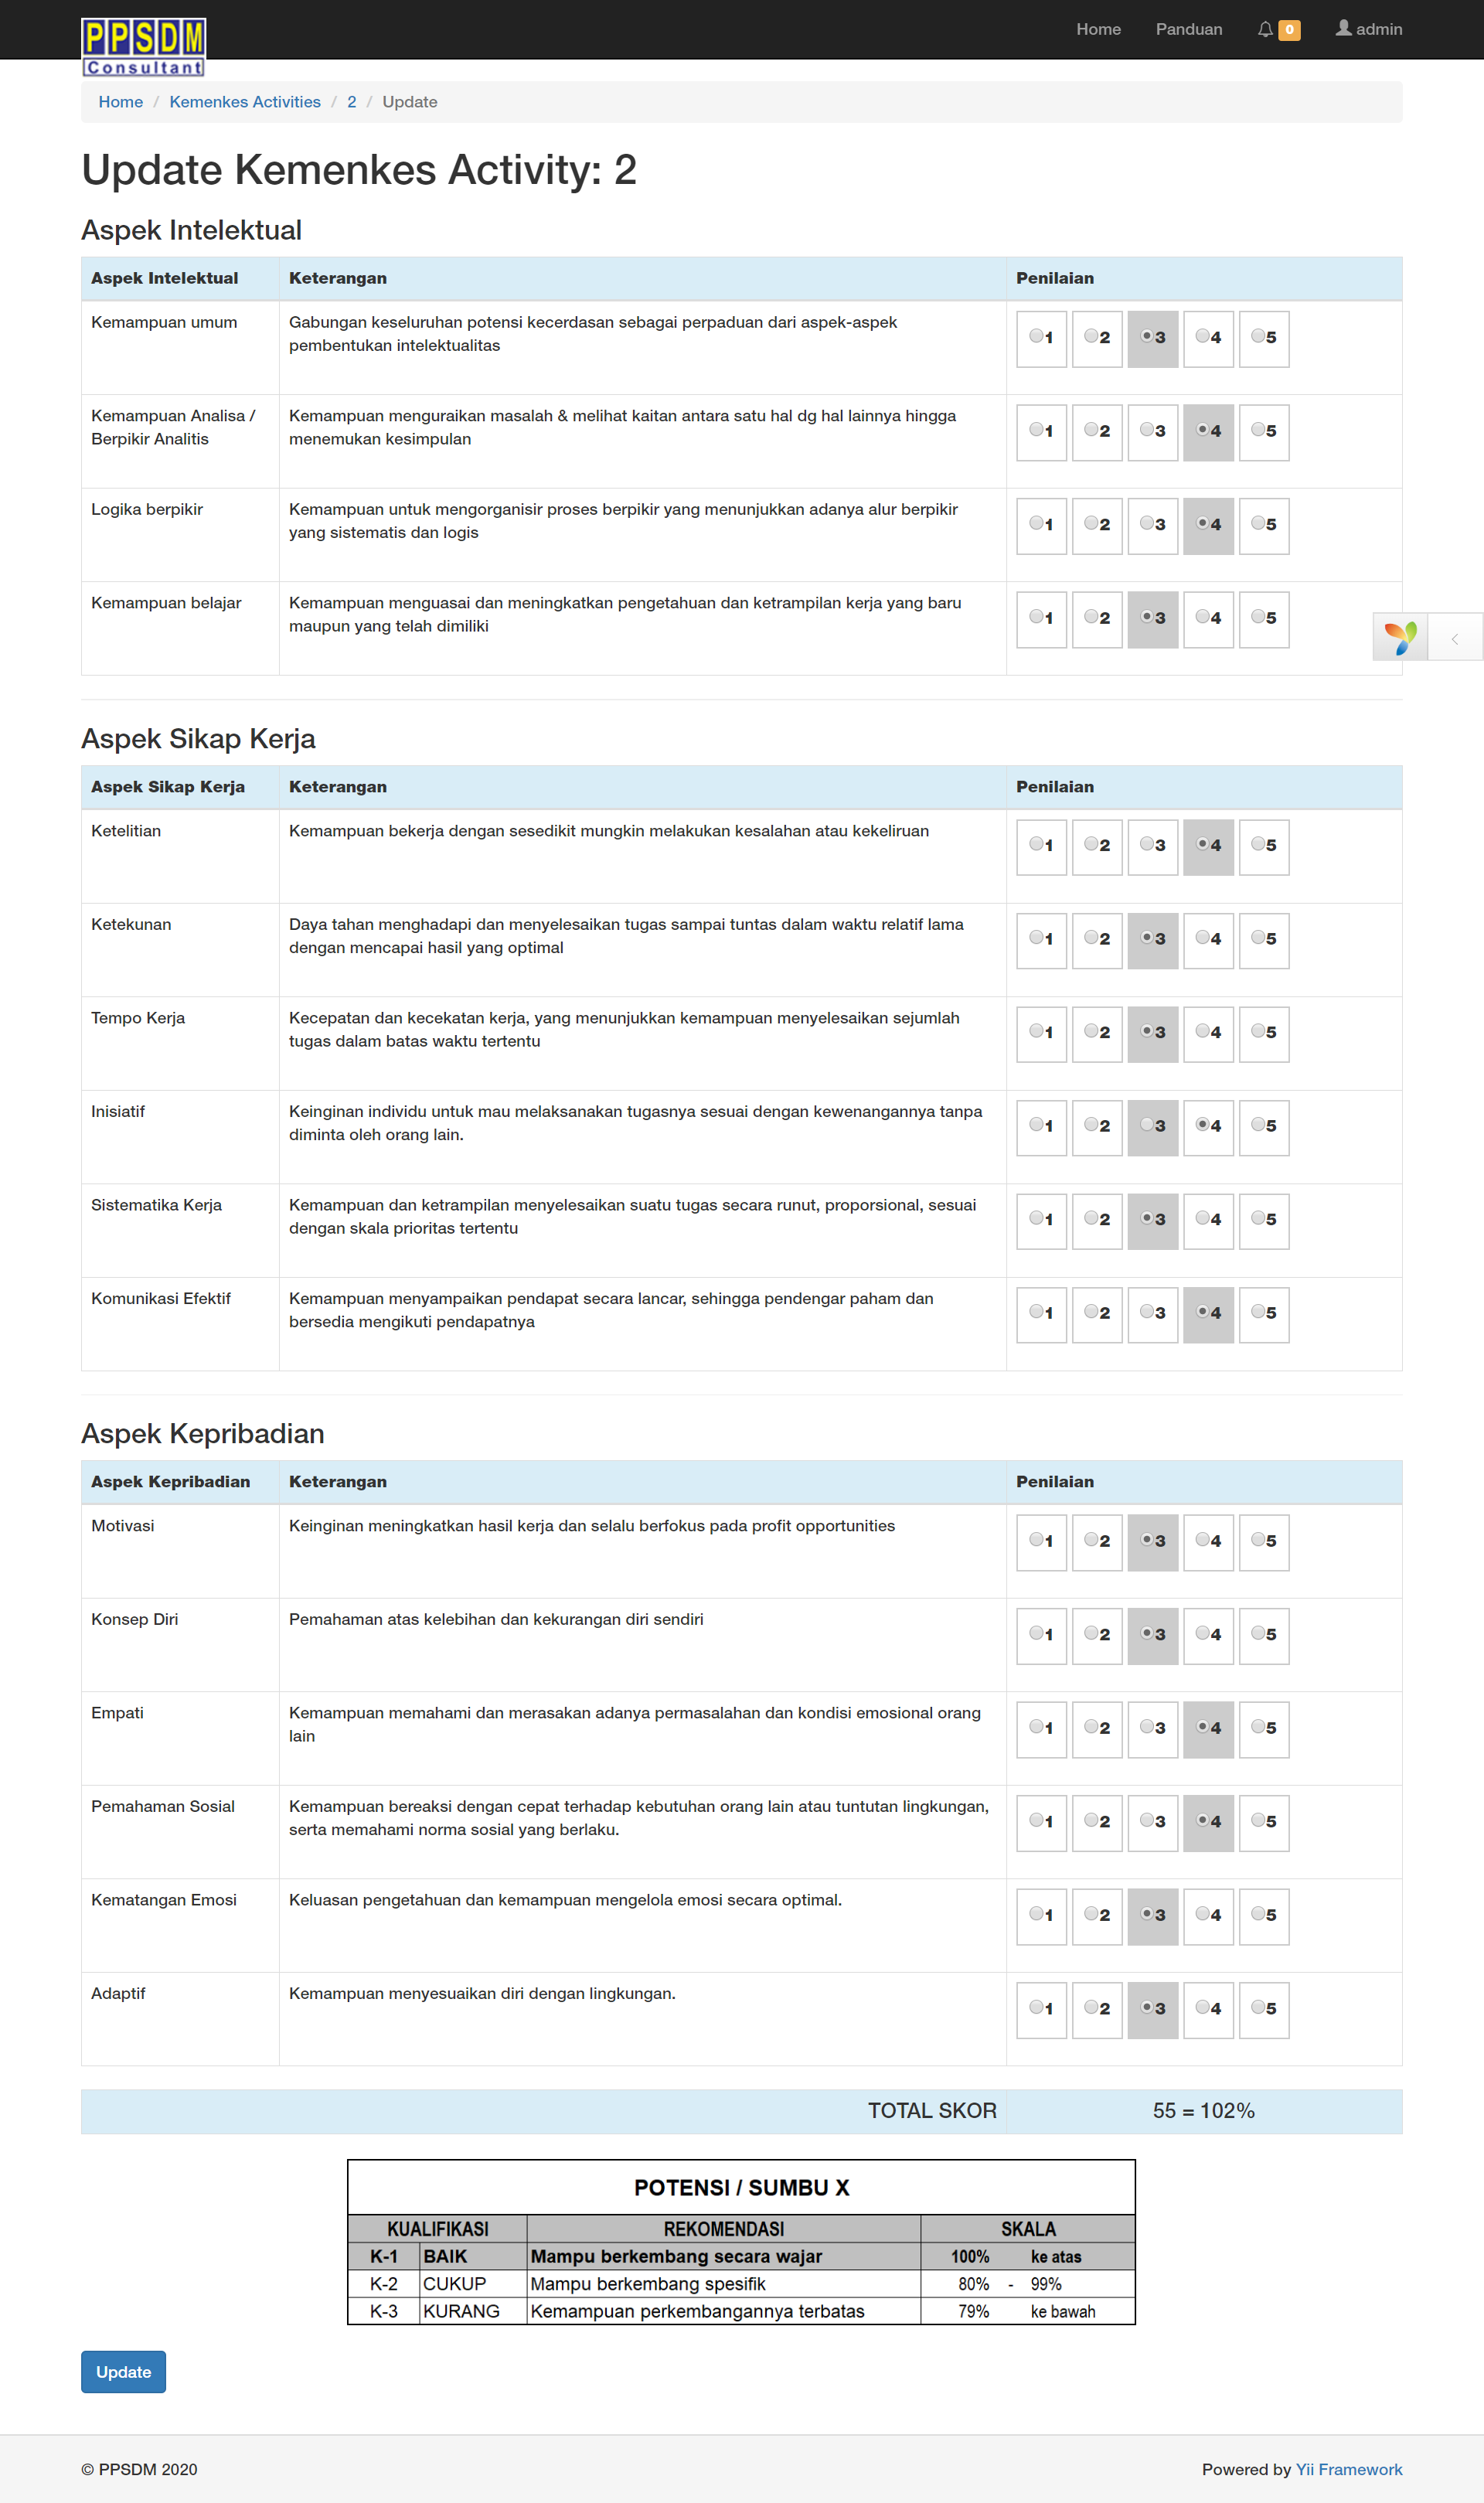 PPSDM
Consultant
Home Panduan 0 admin
Home / Kemenkes Activities / 2 / Update
Update Kemenkes Activity: 2
Aspek Intelektual
Aspek Intelektual Keterangan Penilaian
Kemampuan umum Gabungan keseluruhan potensi kecerdasan sebagai perpaduan dari aspek-aspek
pembentukan intelektualitas
1 2 3 4 5
Kemampuan Analisa / Kemampuan menguraikan masalah & melihat kaitan antara satu hal dg hal lainnya hingga
Berpikir Analitis menemukan kesimpulan
1 2 3 4 5
Logika berpikir Kemampuan untuk mengorganisir proses berpikir yang menunjukkan adanya alur berpikir
yang sistematis dan logis
1 2 3 4 5
Kemampuan belajar Kemampuan menguasai dan meningkatkan pengetahuan dan ketrampilan kerja yang baru
maupun yang telah dimiliki
1 2 3 4 5
Aspek Sikap Kerja
Aspek Sikap Kerja Keterangan Penilaian
Ketelitian Kemampuan bekerja dengan sesedikit mungkin melakukan kesalahan atau kekeliruan
1 2 3 4 5
Ketekunan Daya tahan menghadapi dan menyelesaikan tugas sampai tuntas dalam waktu relatif lama
dengan mencapai hasil yang optimal
1 2 3 4 5
Tempo Kerja Kecepatan dan kecekatan kerja, yang menunjukkan kemampuan menyelesaikan sejumlah
tugas dalam batas waktu tertentu
1 2 3 4 5
Inisiatif Keinginan individu untuk mau melaksanakan tugasnya sesuai dengan kewenangannya tanpa
diminta oleh orang lain.
1 2 3 4 5
Sistematika Kerja Kemampuan dan ketrampilan menyelesaikan suatu tugas secara runut, proporsional, sesuai
dengan skala prioritas tertentu
1 2 3 4 5
Komunikasi Efektif Kemampuan menyampaikan pendapat secara lancar, sehingga pendengar paham dan
bersedia mengikuti pendapatnya
1 2 3 4 5
Aspek Kepribadian
Aspek Kepribadian Keterangan Penilaian
Motivasi Keinginan meningkatkan hasil kerja dan selalu berfokus pada profit opportunities
1 2 3 4 5
Konsep Diri Pemahaman atas kelebihan dan kekurangan diri sendiri
1 2 3 4 5
Empati Kemampuan memahami dan merasakan adanya permasalahan dan kondisi emosional orang
lain
1 2 3 4 5
Pemahaman Sosial Kemampuan bereaksi dengan cepat terhadap kebutuhan orang lain atau tuntutan lingkungan,
serta memahami norma sosial yang berlaku.
1 2 3 4 5
Kematangan Emosi Keluasan pengetahuan dan kemampuan mengelola emosi secara optimal.
1 2 3 4 5
Adaptif Kemampuan menyesuaikan diri dengan lingkungan.
1 2 3 4 5
TOTAL SKOR 55 = 102%
POTENSI / SUMBU X
KUALIFIKASI REKOMENDASI SKALA
K-1 BAIK Mampu berkembang secara wajar 100% ke atas
K-2 CUKUP Mampu berkembang spesifik 80% - 99%
K-3 KURANG Kemampuan perkembangannya terbatas 79% ke bawah
Update
© PPSDM 2020 Powered by Yii Framework